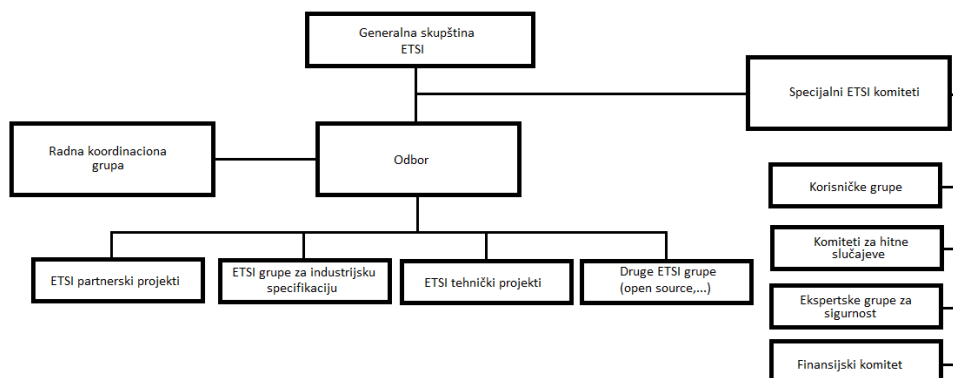 Generalna skupština
ETSI
Specijalni ETSI komiteti
Radna koordinaciona
grupa
Odbor
Korisničke grupe
Komiteti za hitne
slučajeve
ETSI partnerski projekti
ETSI grupe za industrijsku
specifikaciju
ETSI tehnički projekti
Druge ETSI grupe
(open source,...)
Ekspertske grupe za
sigurnost
Finansijski komitet